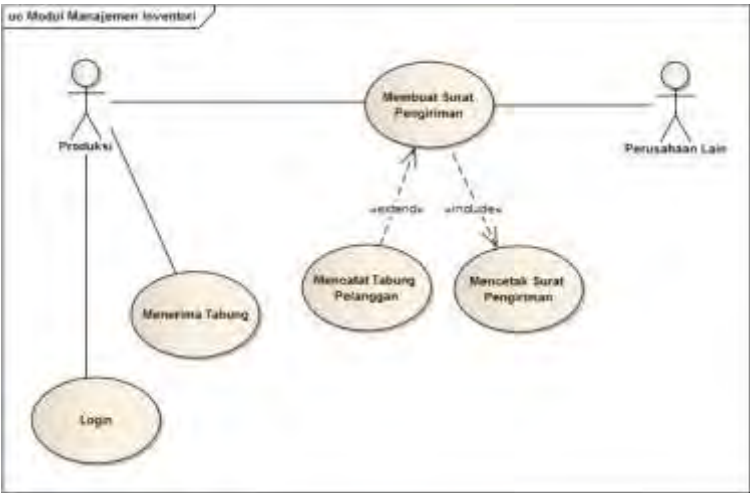 uc Modul Manajemen Inventori
Produksi
Membuat Surat
Pengiriman
Perusahaan Lain
«extend»
«include»
Mencatat Tabung
Pelanggan
Mencetak Surat
Pengiriman
Menerima Tabung
Login